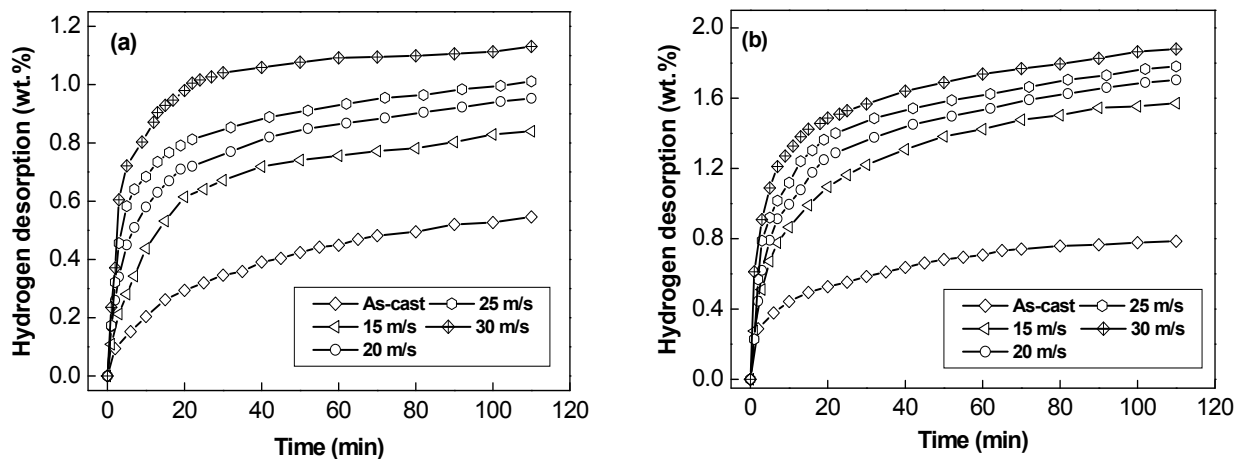 (a)
Hydrogen desorption (wt.%)
1.2
1.0
0.8
0.6
0.4
0.2
0.0
As-cast 25 m/s
15 m/s 30 m/s
20 m/s
0 20 40 60 80 100 120
Time (min)
(b)
Hydrogen desorption (wt.%)
2.0
1.6
1.2
0.8
0.4
0.0
As-cast 25 m/s
15 m/s 30 m/s
20 m/s
0 20 40 60 80 100 120
Time (min)